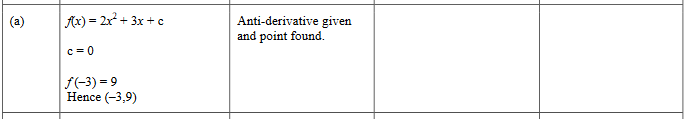 (a)
f(x) = 2x² + 3x + c
c = 0
f(–3) = 9
Hence (–3,9)
Anti-derivative given
and point found.